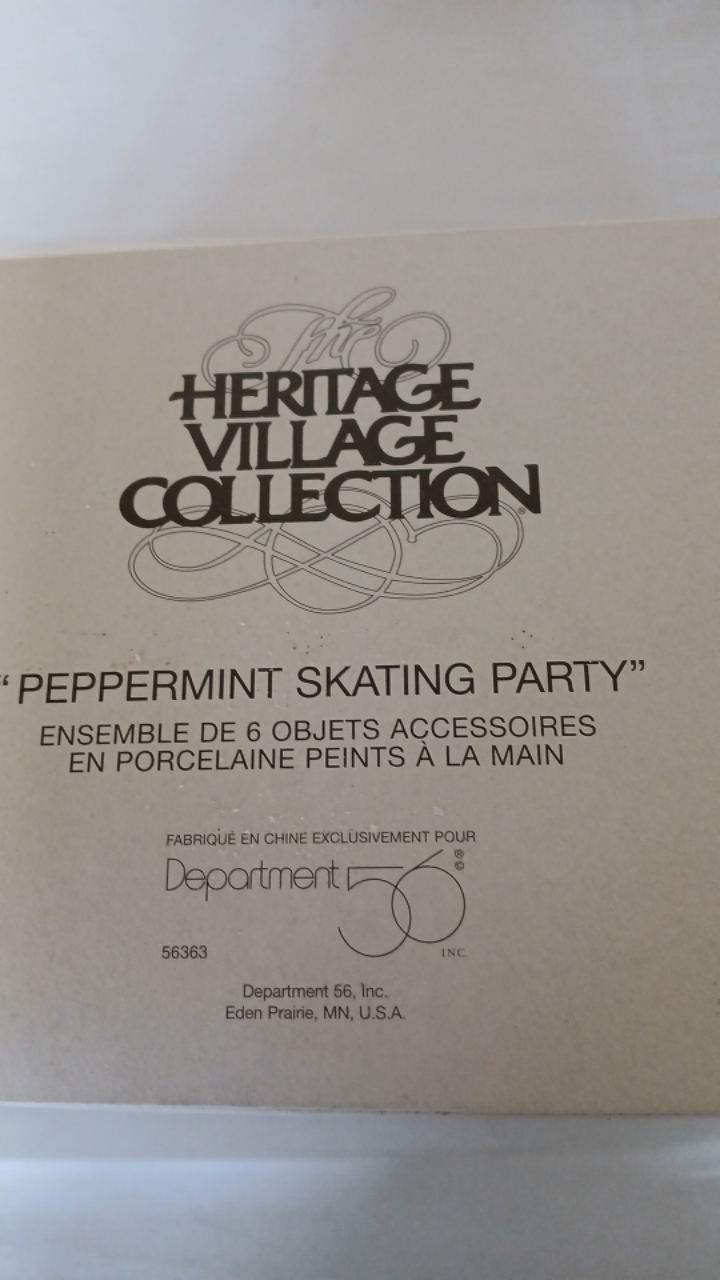 The
HERITAGE
VILLAGE
COLLECTION®
“PEPPERMINT SKATING PARTY”
ENSEMBLE DE 6 OBJETS ACCESSOIRES
EN PORCELAINE PEINTS À LA MAIN
FABRIQUÉ EN CHINE EXCLUSIVEMENT POUR
Department 56 ® ©
56363
INC.
Department 56, Inc.
Eden Prairie, MN, U.S.A.